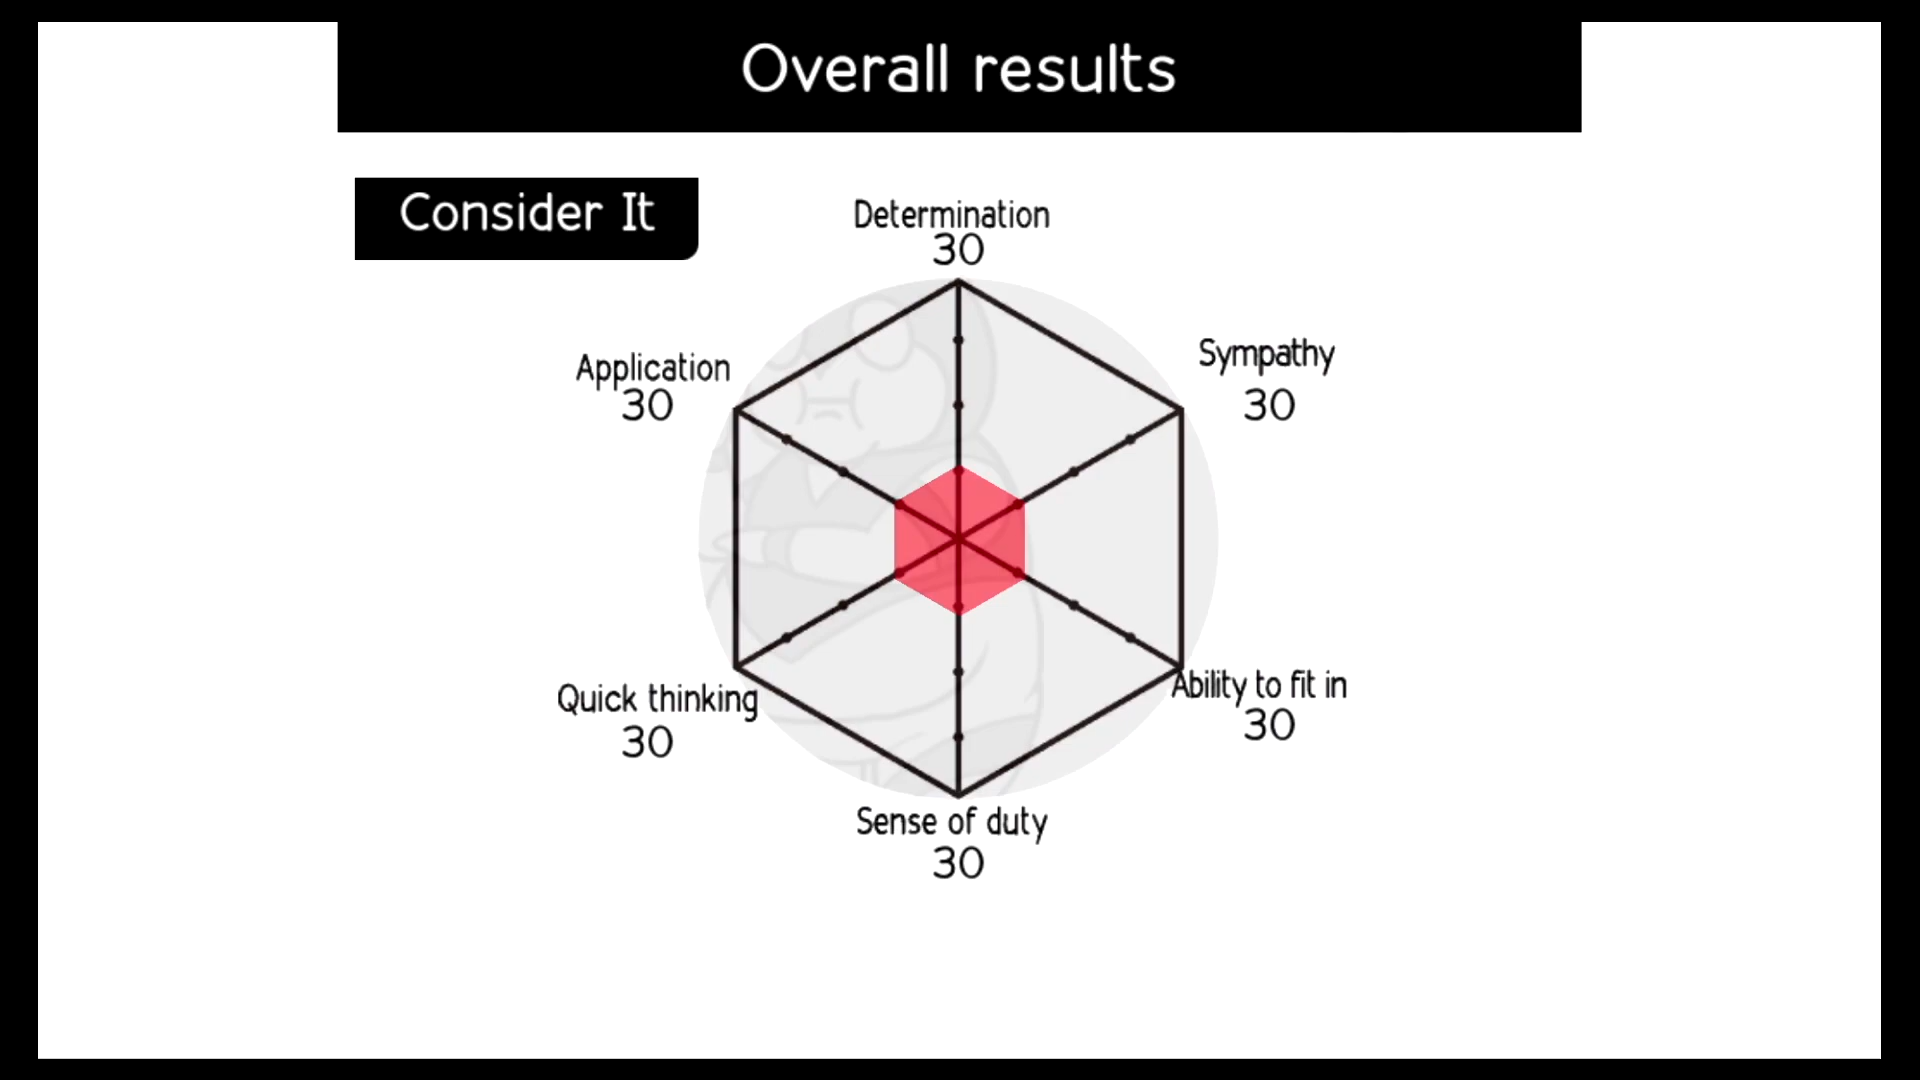 Overall results
Consider It
Determination
30
Application
30
Sympathy
30
Quick thinking
30
Ability to fit in
30
Sense of duty
30